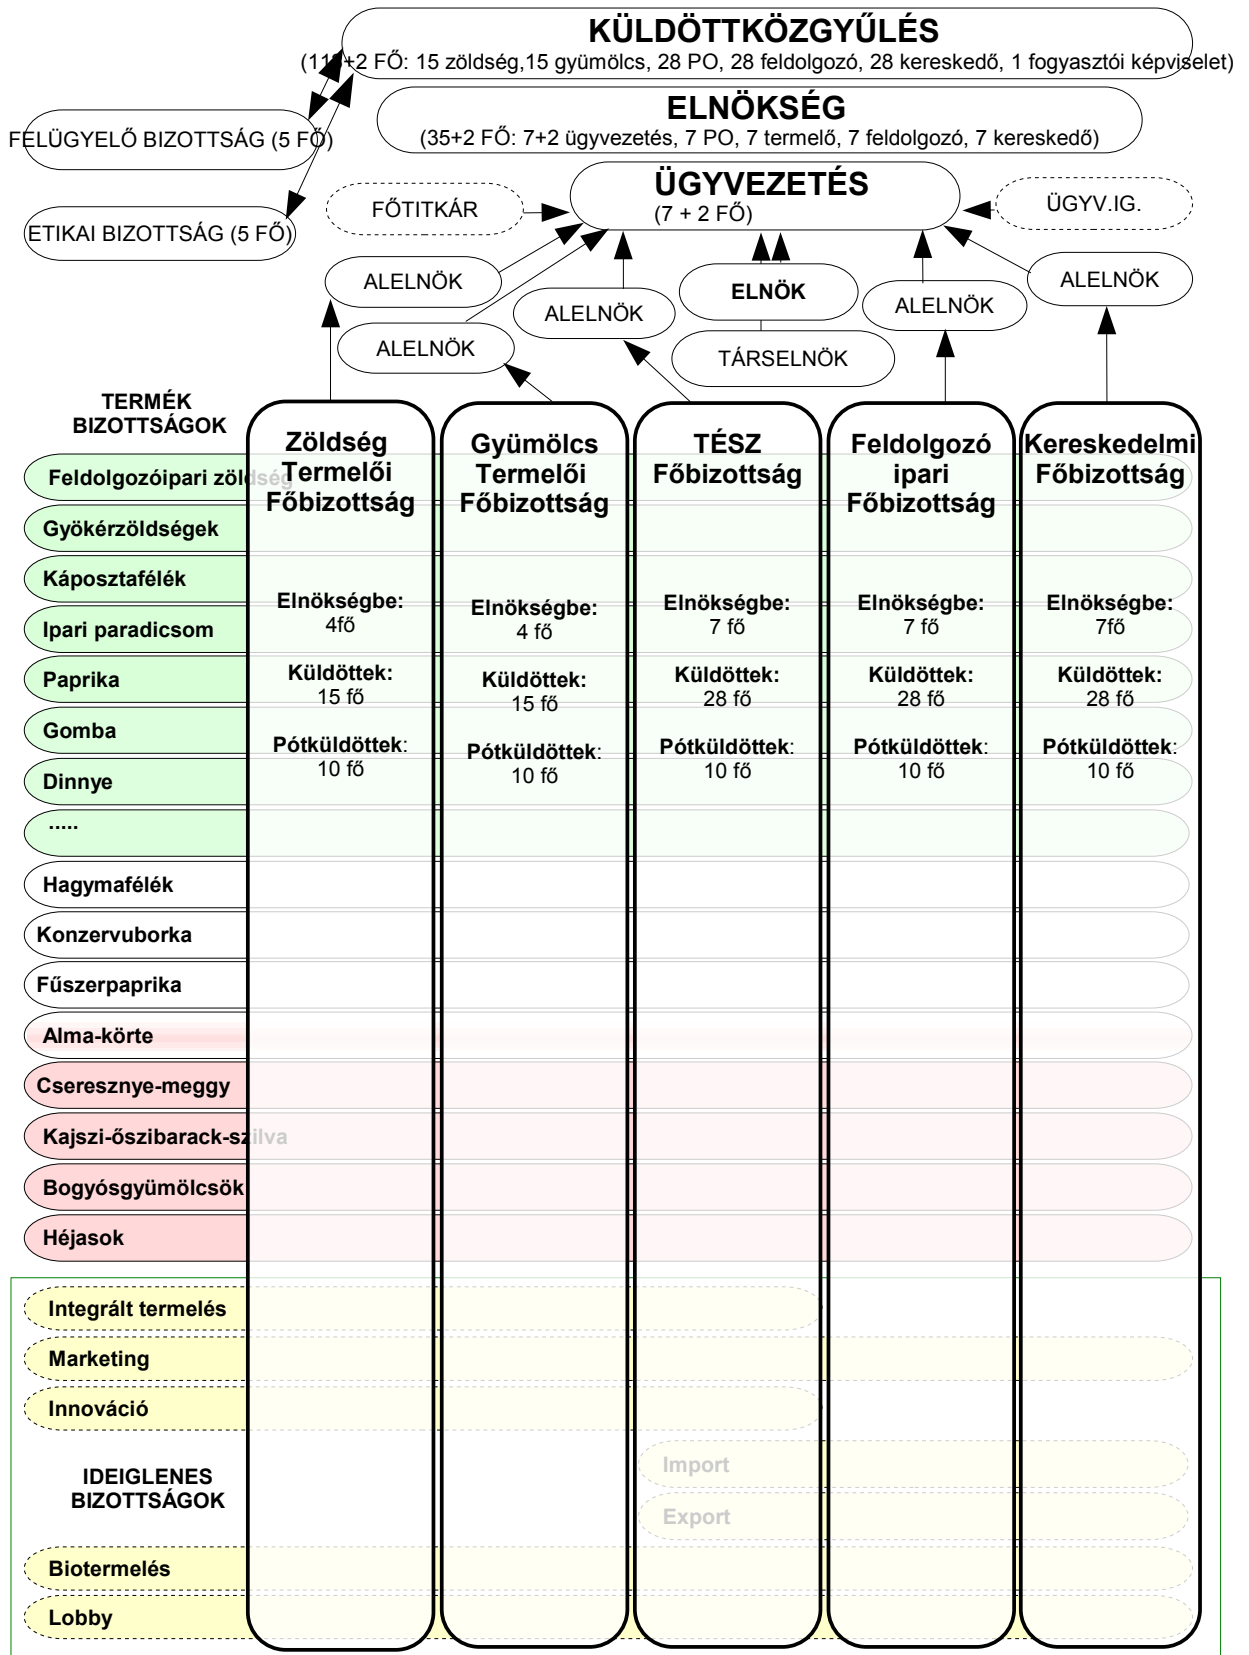 KÜLDÖTTKÖZGYŰLÉS
FŐ: 15 zöldség,15 gyümölcs, 28 PO, 28 feldolgozó, 28 kereskedő, 1 fogyasztói képviselet)
ELNÖKSÉG
(35+2 FŐ: 7+2 ügyvezetés, 7 PO, 7 termelő, 7 feldolgozó, 7 kereskedő)
FELÜGYELŐ BIZOTTSÁG (5 FŐ)
ÜGYVEZETÉS
(7 + 2 FŐ)
FŐTITKÁR
ÜGYV.IG.
ETIKAI BIZOTTSÁG (5 FŐ)
ALELNÖK
ALELNÖK
ELNÖK
ALELNÖK
ALELNÖK
ALELNÖK
TÁRSELNÖK
TERMÉK
BIZOTTSÁGOK
Zöldség
Termelői
Főbizottság
Gyümölcs
Termelői
Főbizottság
TÉSZ
Főbizottság
Feldolgozó
ipari
Főbizottság
Kereskedelmi
Főbizottság
Feldolgozóipari zöldség
Gyökérzöldségek
Káposztafélék
Ipari paradicsom
Paprika
Gomba
Dinnye
.....
Elnökségbe:
4fő
Küldöttek:
15 fő
Pótküldöttek:
10 fő
Elnökségbe:
4 fő
Küldöttek:
15 fő
Pótküldöttek:
10 fő
Elnökségbe:
7 fő
Küldöttek:
28 fő
Pótküldöttek:
10 fő
Elnökségbe:
7 fő
Küldöttek:
28 fő
Pótküldöttek:
10 fő
Elnökségbe:
7fő
Küldöttek:
28 fő
Pótküldöttek:
10 fő
Hagymafélék
Konzervuborka
Fűszerpaprika
Alma-körte
Cseresznye-meggy
Kajszi-őszibarack-szilva
Bogyósgyümölcsök
Héjasok
Integrált termelés
Marketing
Innováció
IDEIGLENES
BIZOTTSÁGOK
Import
Export
Biotermelés
Lobby